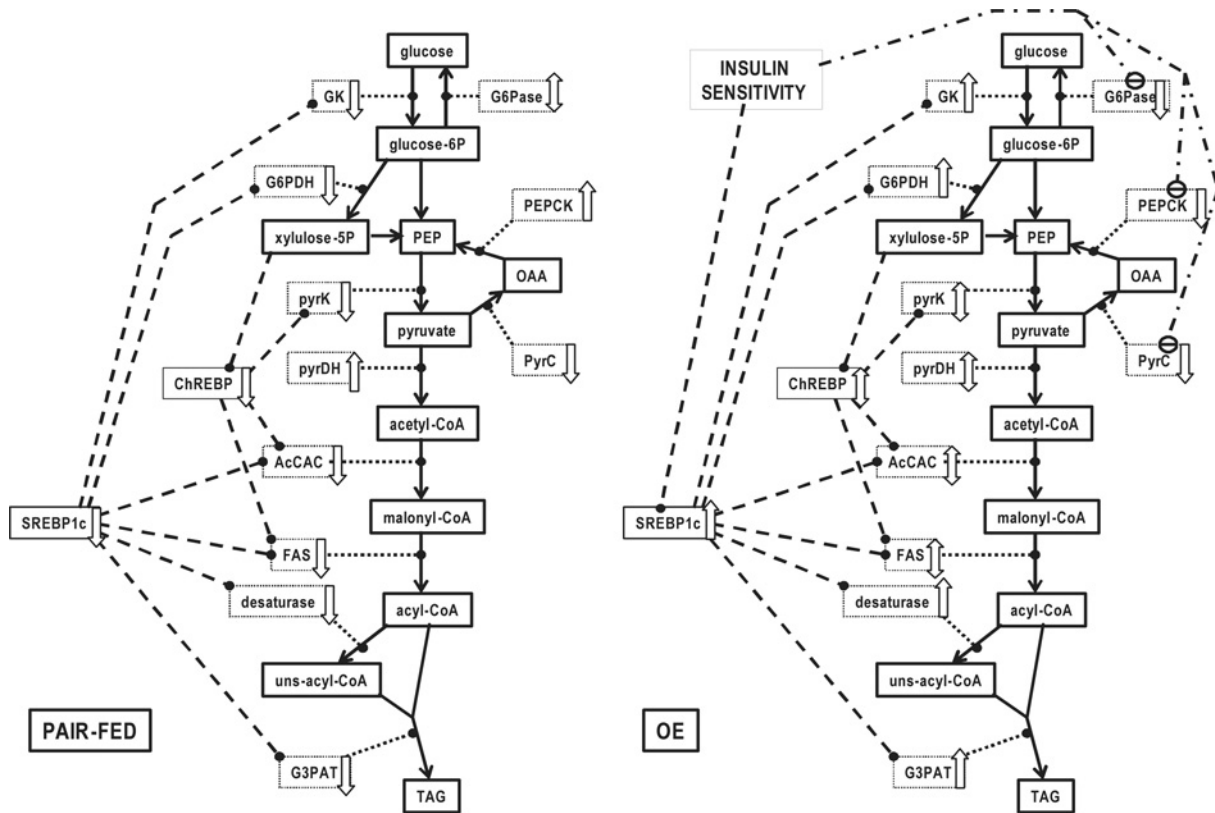 glucose
GK
G6Pase
glucose-6P
G6PDH
PEPCK
xylulose-5P
PEP
OAA
pyrK
pyruvate
pyrDH
PyrC
ChREBP
acetyl-CoA
AcCAC
SREBP1c
malonyl-CoA
FAS
desaturase
acyl-CoA
uns-acyl-CoA
PAIR-FED
G3PAT
TAG
INSULIN
SENSITIVITY
glucose
GK
G6Pase
glucose-6P
G6PDH
PEPCK
xylulose-5P
PEP
OAA
pyrK
pyruvate
pyrDH
PyrC
ChREBP
acetyl-CoA
AcCAC
SREBP1c
malonyl-CoA
FAS
desaturase
acyl-CoA
uns-acyl-CoA
OE
G3PAT
TAG